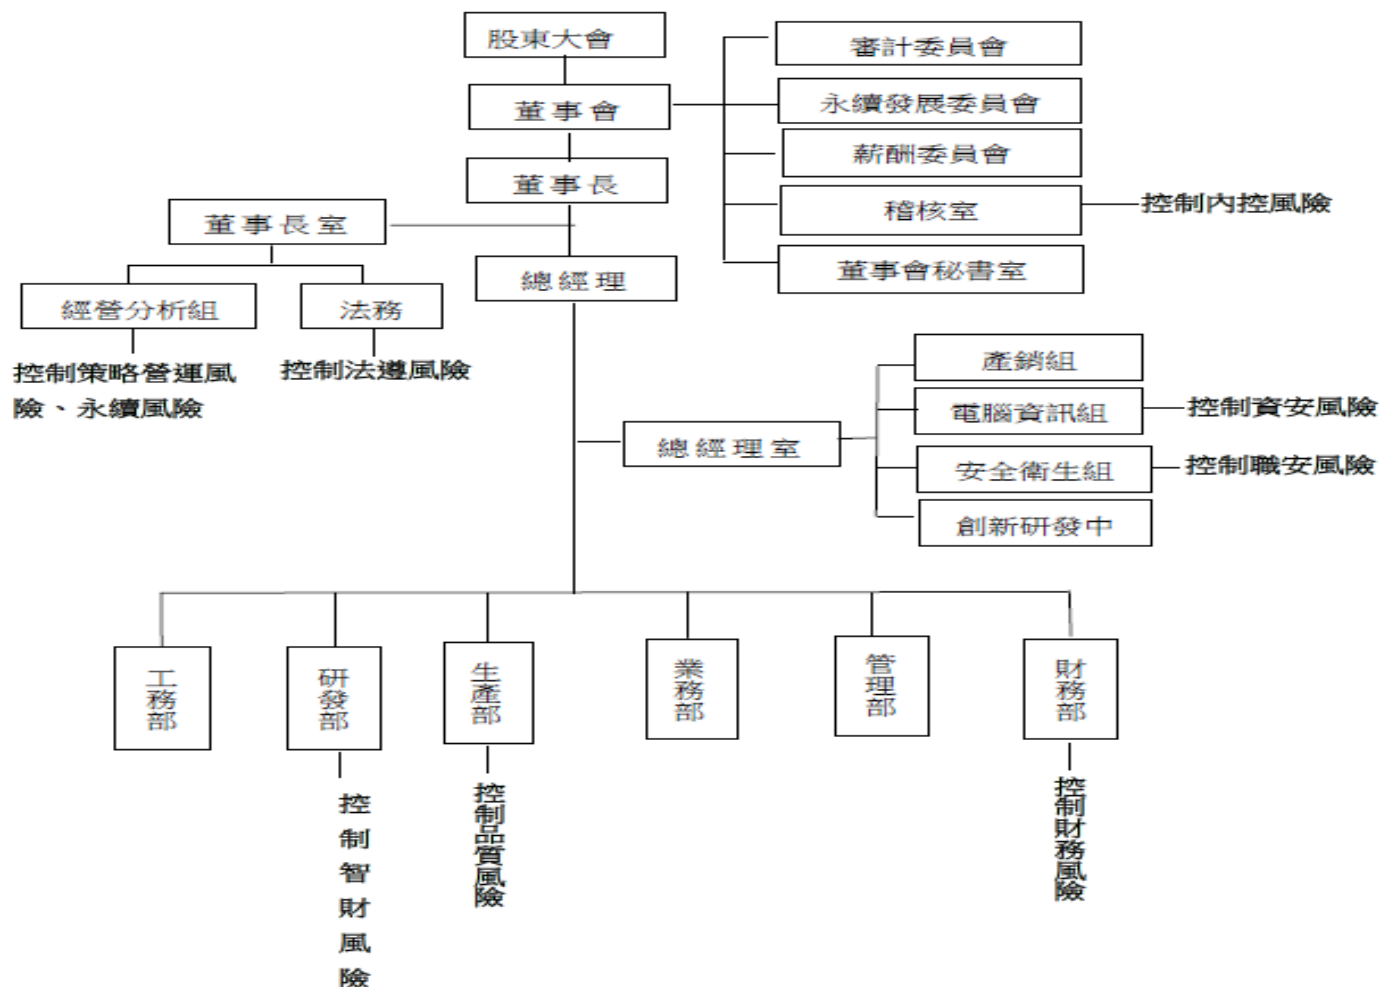 股東大會
審計委員會
董事會
永續發展委員會
薪酬委員會
董事長
稽核室
控制內控風險
董事長室
董事會秘書室
總經理
經營分析組
法務
控制策略營運風
險、永續風險
控制法遵風險
產銷組
電腦資訊組
控制資安風險
總經理室
安全衛生組
控制職安風險
創新研發中
工務部
研發部
生產部
業務部
管理部
財務部
控制智財風險
控制品質風險
控制財務風險